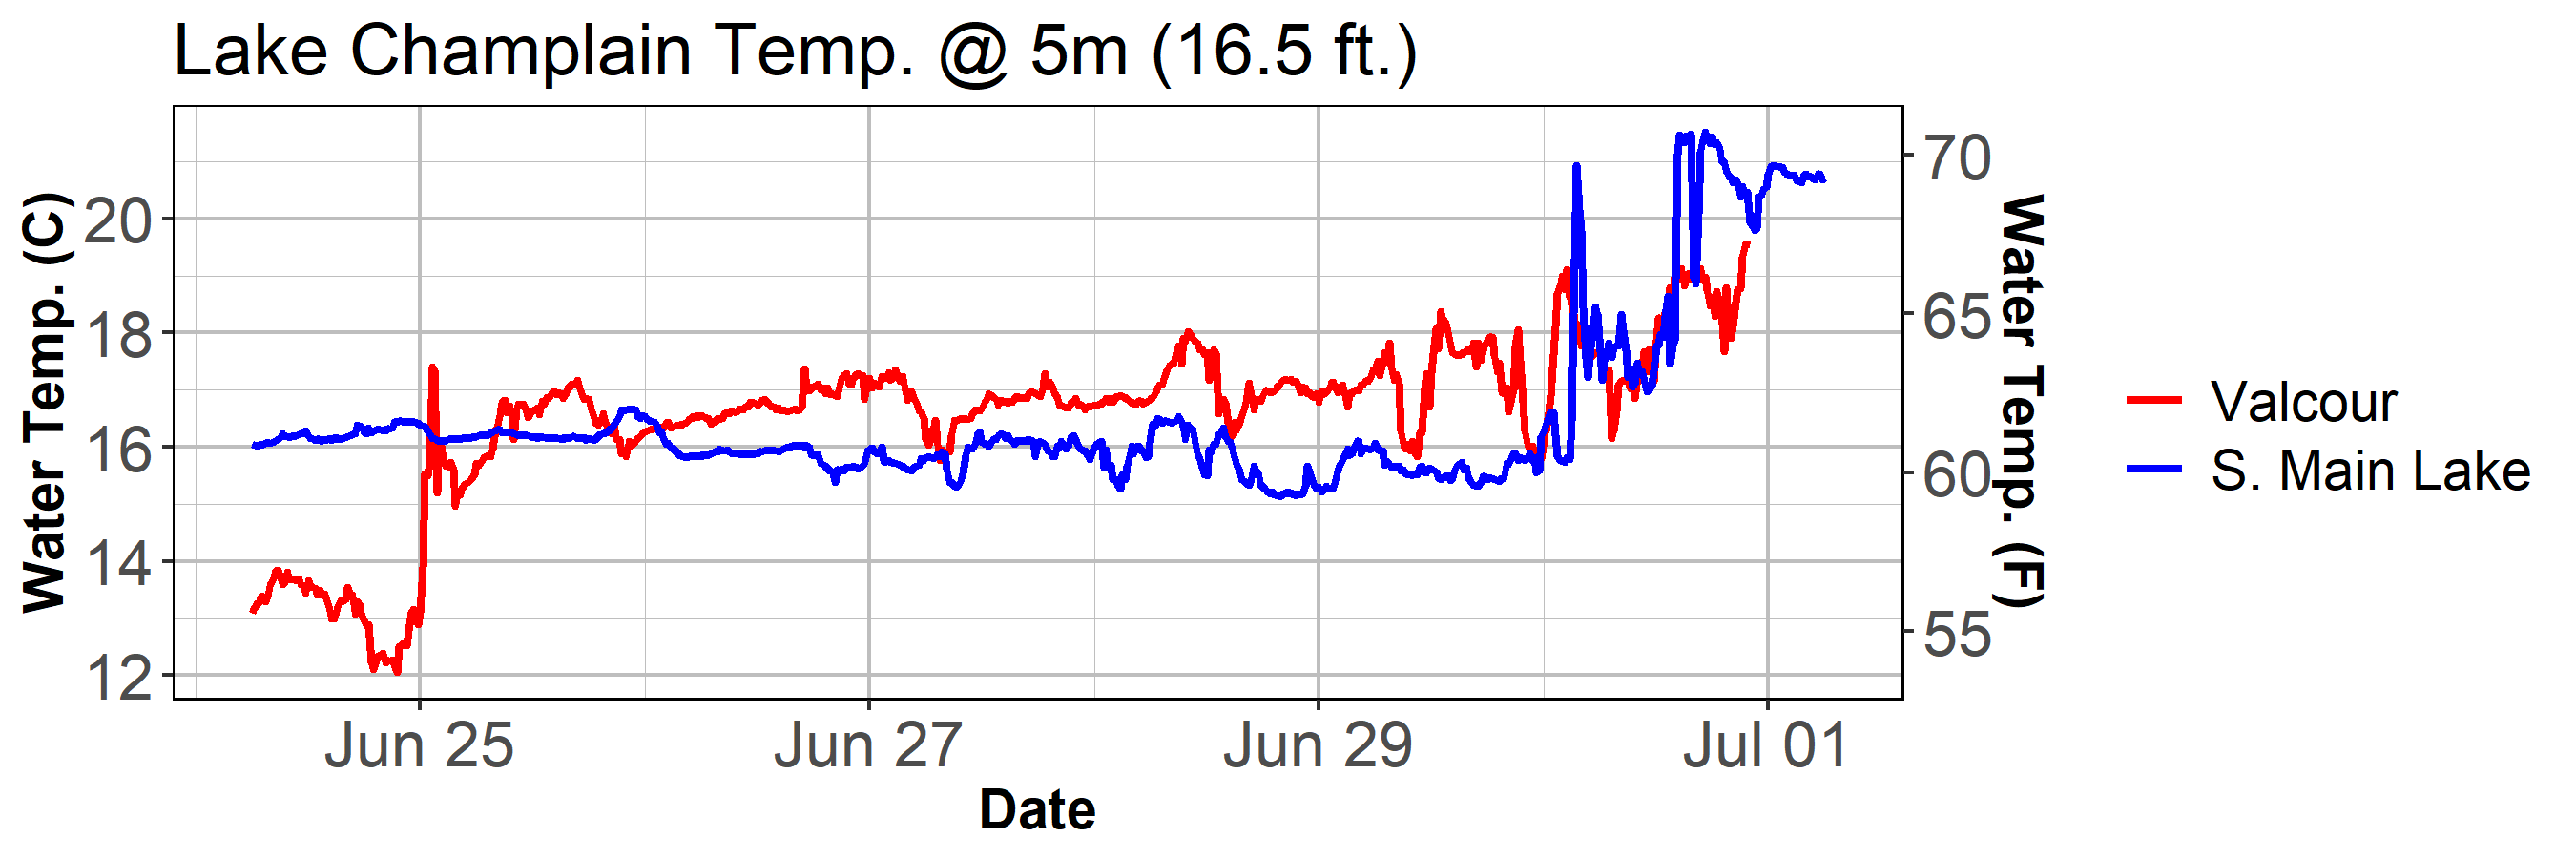 Lake Champlain Temp. @ 5m (16.5 ft.)
Water Temp. (C)
20
18
16
14
12
70
65
60
55
Water Temp. (F)
Jun 25
Jun 27
Jun 29
Jul 01
Date
Valcour
S. Main Lake